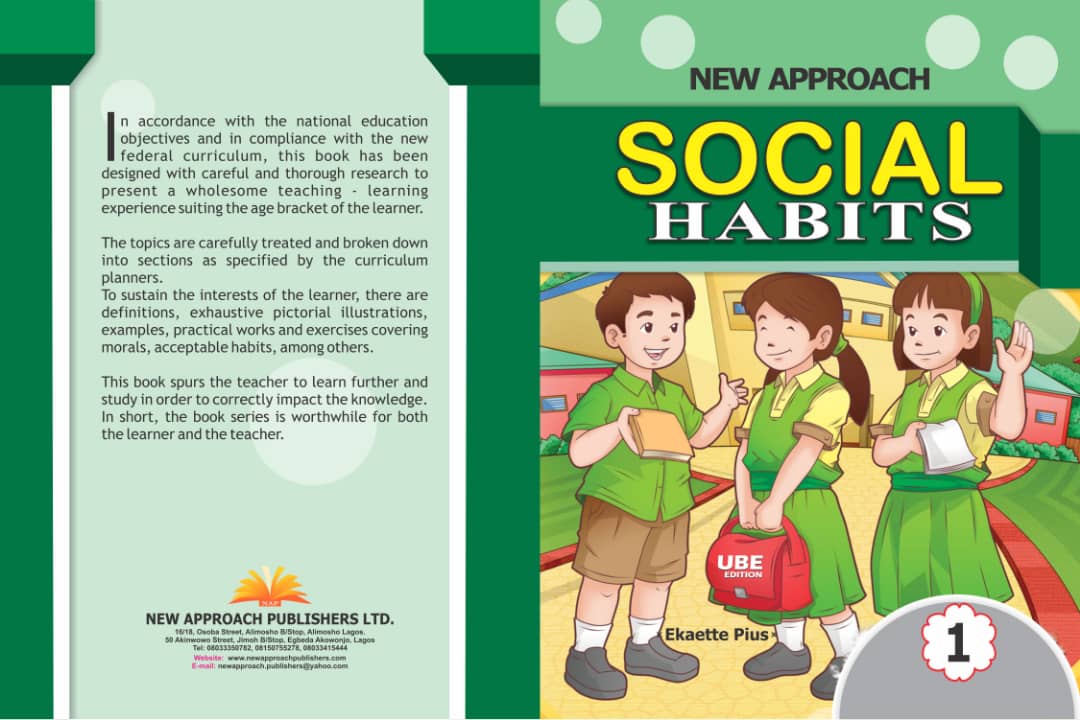 In accordance with the national education
objectives and in compliance with the new
federal curriculum, this book has been
designed with careful and thorough research to
present a wholesome teaching - learning
experience suiting the age bracket of the learner.
The topics are carefully treated and broken down
into sections as specified by the curriculum
planners.
To sustain the interests of the learner, there are
definitions, exhaustive pictorial illustrations,
examples, practical works and exercises covering
morals, acceptable habits, among others.
This book spurs the teacher to learn further and
study in order to correctly impact the knowledge.
In short, the book series is worthwhile for both
the learner and the teacher.
NAP
NEW APPROACH PUBLISHERS LTD.
16/18, Osoba Street, Alimosho B/Stop, Alimosho Lagos,
50 Akinwowo Street, Jimoh B/Stop, Egbeda Akowonjo, Lagos
Tel: 08033350782, 08150755278, 08033415444
Website: www.newapproachpublishers.com
E-mail: newapproach.publishers@yahoo.com
NEW APPROACH
SOCIAL
HABITS
UBE
EDITION
Ekaette Pius
1